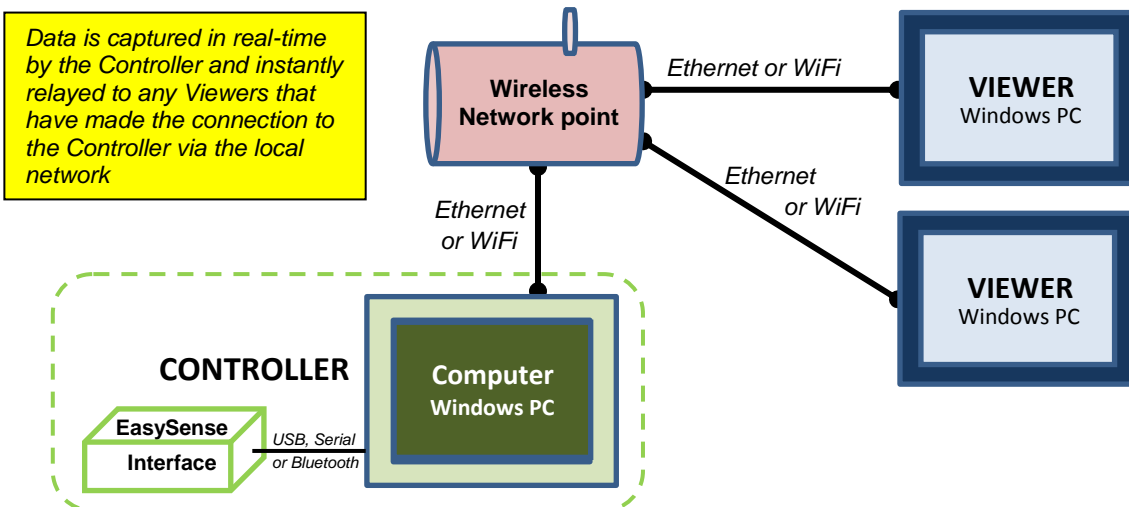 Data is captured in real-time
by the Controller and instantly
relayed to any Viewers that
have made the connection to
the Controller via the local
network
Wireless
Network point
Ethernet or WiFi
VIEWER
Windows PC
Ethernet
or WiFi
Ethernet
or WiFi
VIEWER
Windows PC
CONTROLLER
Computer
Windows PC
EasySense
Interface
USB, Serial
or Bluetooth